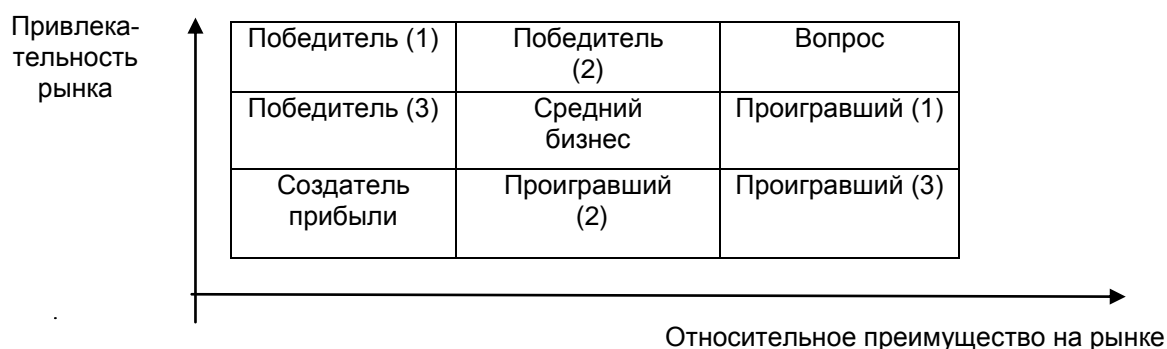 Привлека-
тельность
рынка
Победитель (1)
Победитель
(2)
Вопрос
Победитель (3)
Средний
бизнес
Проигравший (1)
Создатель
прибыли
Проигравший
(2)
Проигравший (3)
Относительное преимущество на рынке